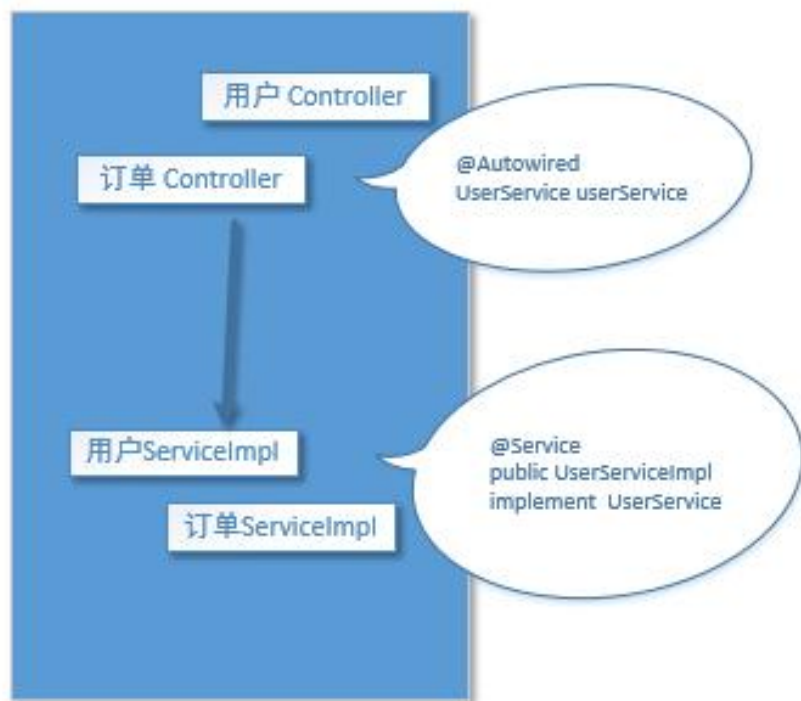 用户 Controller
订单 Controller
@Autowired
UserService userService
用户ServiceImpl
订单ServiceImpl
@Service
public UserServiceImpl
implement UserService